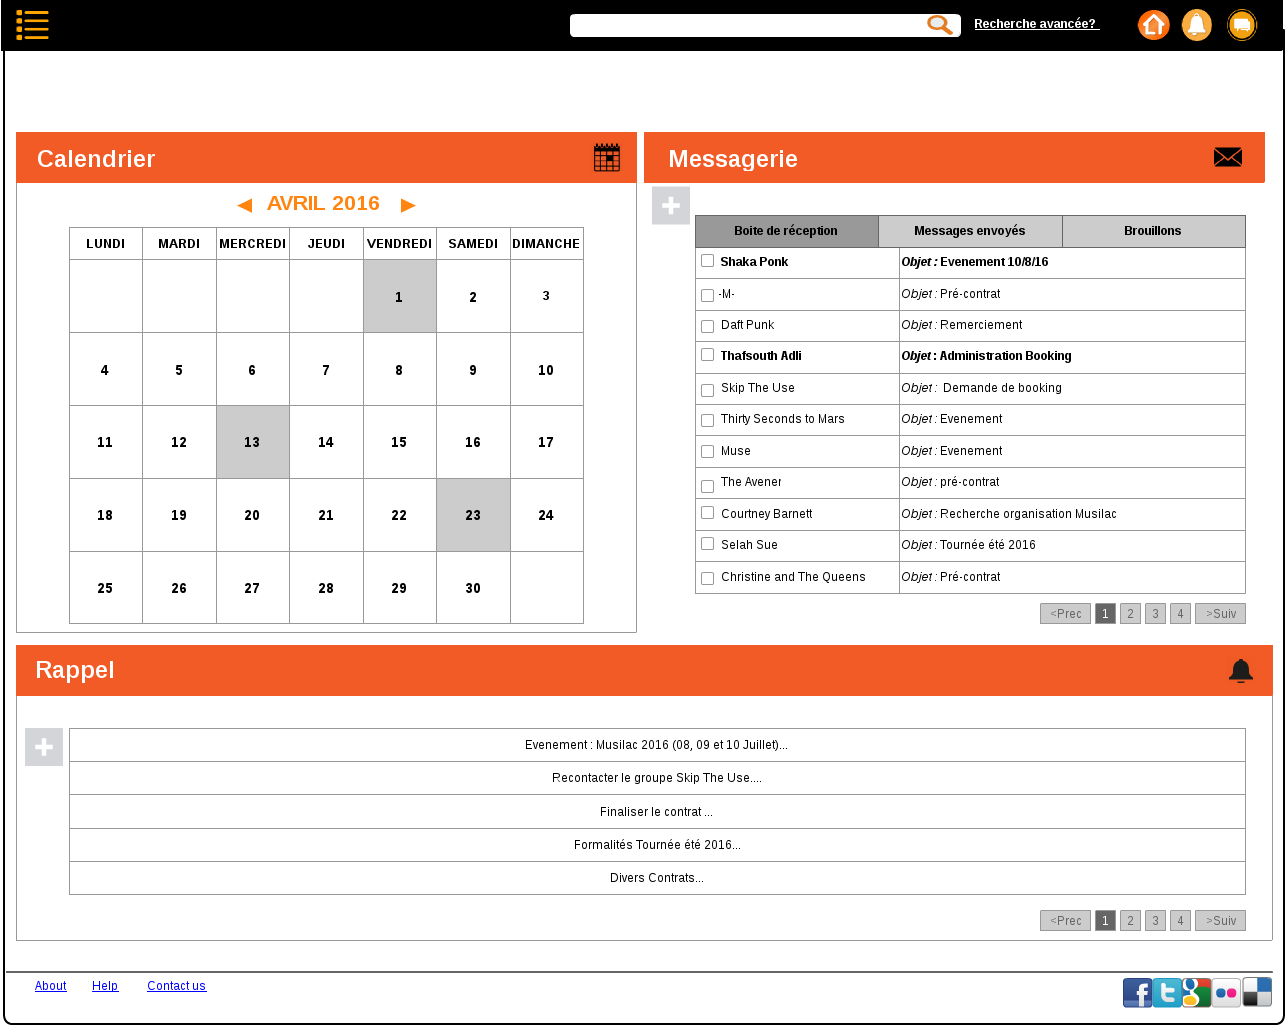 Recherche avancée?
Calendrier
AVRIL 2016
LUNDI MARDI MERCREDI JEUDI VENDREDI SAMEDI DIMANCHE
1 2 3
4 5 6 7 8 9 10
11 12 13 14 15 16 17
18 19 20 21 22 23 24
25 26 27 28 29 30
Messagerie
Boite de réception Messages envoyés Brouillons
Shaka Ponk Objet : Evenement 10/8/16
-M- Objet : Pré-contrat
Daft Punk Objet : Remerciement
Thafsouth Adli Objet : Administration Booking
Skip The Use Objet : Demande de booking
Thirty Seconds to Mars Objet : Evenement
Muse Objet : Evenement
The Avener Objet : pré-contrat
Courtney Barnett Objet : Recherche organisation Musilac
Selah Sue Objet : Tournée été 2016
Christine and The Queens Objet : Pré-contrat
<Prec 1 2 3 4 >Suiv
Rappel
Evenement : Musilac 2016 (08, 09 et 10 Juillet)...
Recontacter le groupe Skip The Use....
Finaliser le contrat ...
Formalités Tournée été 2016...
Divers Contrats...
<Prec 1 2 3 4 >Suiv
About Help Contact us